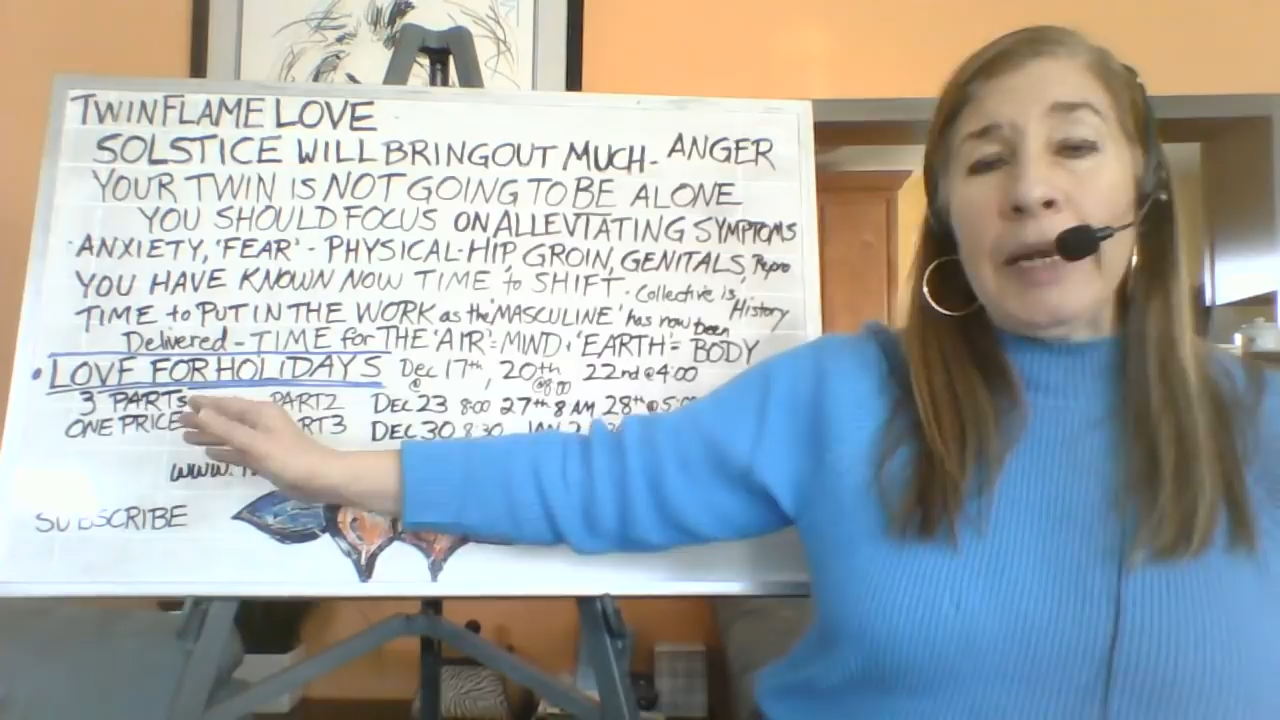 TWIN FLAME LOVE
SOLSTICE WILL BRING OUT MUCH - ANGER
YOUR TWIN IS NOT GOING TO BE ALONE
YOU SHOULD FOCUS ON ALLEVIATING SYMPTOMS
ANXIETY, 'FEAR' - PHYSICAL - HIP, GROIN, GENITALS, Repro
YOU HAVE KNOWN NOW TIME to SHIFT. Collective is History
TIME to PUT IN THE WORK as the 'MASCULINE' has now been
Delivered - TIME for THE 'AIR' = MIND + 'EARTH' = BODY
• LOVE FOR HOLIDAYS Dec 17th, 20th 22nd @ 4:00
@ @8:00
3 PARTS PART 2 DEC 23 8:00 27th 8 AM 28th @ 5:
ONE PRICE RT3 DEC 30 8:30 JAN
WWW.
SUBSCRIBE